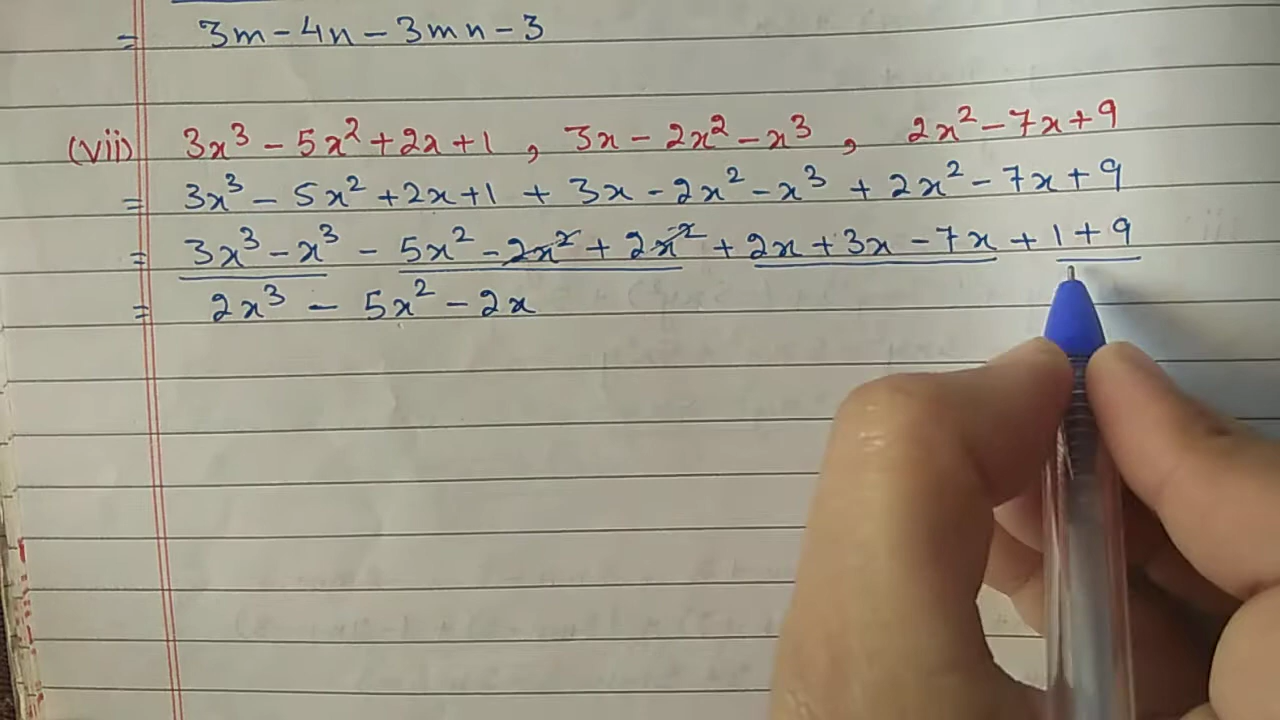 = 3m - 4n - 3mn - 3
(vii) 3x³ - 5x² + 2x + 1 , 3x - 2x² - x³ , 2x² - 7x + 9
= 3x³ - 5x² + 2x + 1 + 3x - 2x² - x³ + 2x² - 7x + 9
= 3x³ - x³ - 5x² - 2x² + 2x² + 2x + 3x - 7x + 1 + 9
= 2x³ - 5x² - 2x